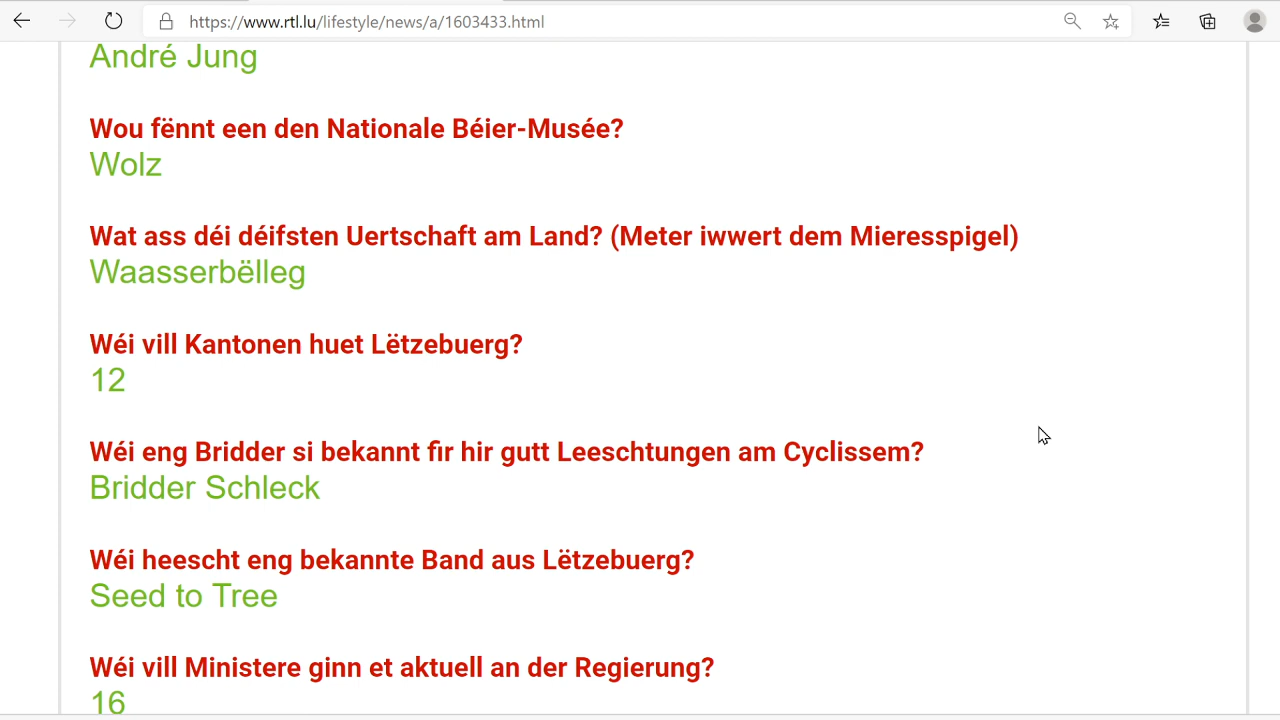 https://www.rtl.lu/lifestyle/news/a/1603433.html
André Jung
Wou fënnt een den Nationale Béier-Musée?
Wolz
Wat ass déi déifsten Uertschaft am Land? (Meter iwwert dem Mieresspigel)
Waasserbëlleg
Wéi vill Kantonen huet Lëtzebuerg?
12
Wéi eng Bridder si bekannt fir hir gutt Leeschtungen am Cyclissem?
Bridder Schleck
Wéi heescht eng bekannte Band aus Lëtzebuerg?
Seed to Tree
Wéi vill Ministere ginn et aktuell an der Regierung?
16